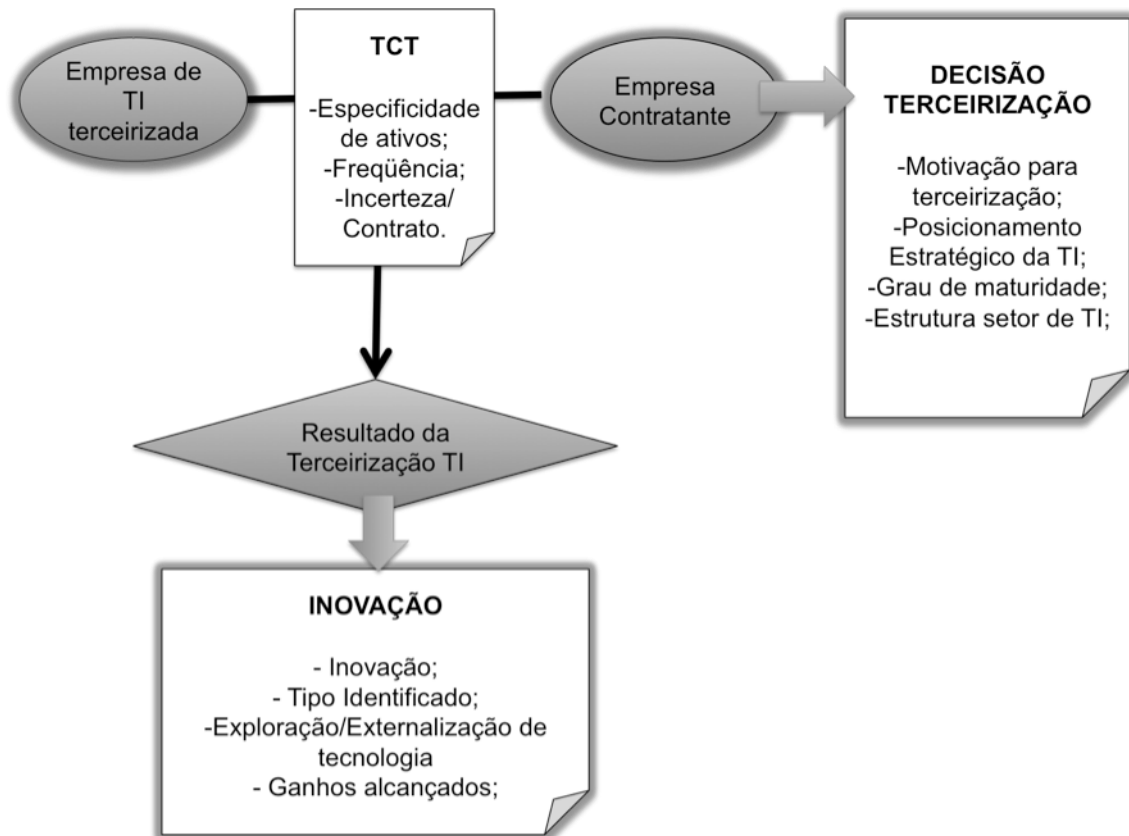 Empresa de
TI
terceirizada
TCT
-Especificidade
de ativos;
-Freqüência;
-Incerteza/
Contrato.
Empresa
Contratante
DECISÃO
TERCEIRIZAÇÃO
-Motivação para
terceirização;
-Posicionamento
Estratégico da TI;
-Grau de maturidade;
-Estrutura setor de TI;
Resultado da
Terceirização TI
INOVAÇÃO
- Inovação;
- Tipo Identificado;
-Exploração/Externalização de
tecnologia
- Ganhos alcançados;